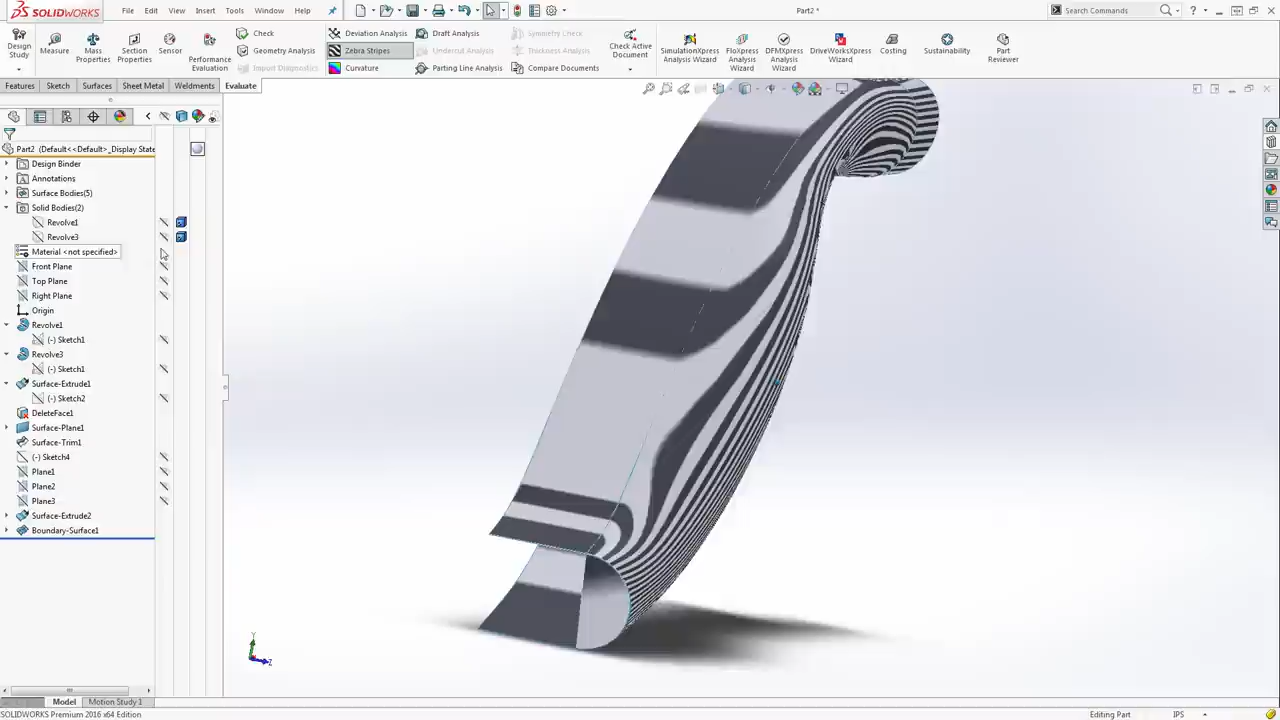 SOLIDWORKS File Edit View Insert Tools Window Help Part2 * Search Commands
Design Study
Measure
Mass Properties
Section Properties
Sensor
Performance Evaluation
Check
Geometry Analysis
Import Diagnostics
Deviation Analysis
Zebra Stripes
Curvature
Draft Analysis
Undercut Analysis
Parting Line Analysis
Symmetry Check
Thickness Analysis
Compare Documents
Check Active Document
SimulationXpress Analysis Wizard
FloXpress Analysis Wizard
DFMXpress Analysis Wizard
DriveWorksXpress Wizard
Costing
Sustainability
Part Reviewer
Features Sketch Surfaces Sheet Metal Weldments Evaluate
Part2 (Default<<Default>_Display State
Design Binder
Annotations
Surface Bodies(5)
Solid Bodies(2)
Revolve1
Revolve3
Material <not specified>
Front Plane
Top Plane
Right Plane
Origin
Revolve1
(-) Sketch1
Revolve3
(-) Sketch1
Surface-Extrude1
(-) Sketch2
DeleteFace1
Surface-Plane1
Surface-Trim1
(-) Sketch4
Plane1
Plane2
Plane3
Surface-Extrude2
Boundary-Surface1
Y
Z
Model Motion Study 1
SOLIDWORKS Premium 2016 x64 Edition Editing Part IPS